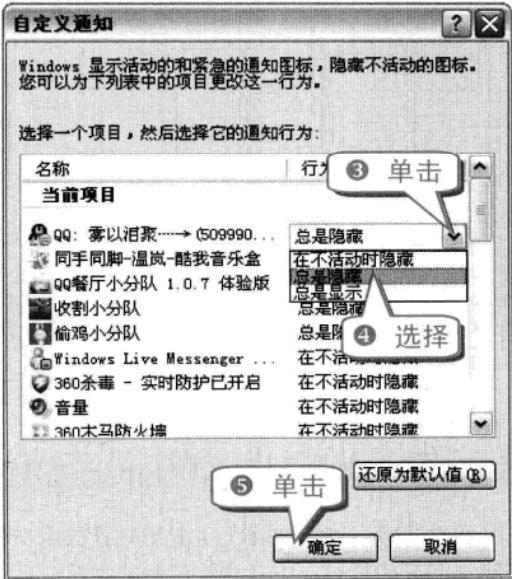 自定义通知
Windows 显示活动的和紧急的通知图标，隐藏不活动的图标。
您可以为下列表中的项目更改这一行为。
选择一个项目，然后选择它的通知行为:
名称
❸ 单击
当前项目
QQ: 雾以泪聚┈→ (509990... 总是隐藏
同手同脚-温岚-酷我音乐盒 在不活动时隐藏
总是隐藏
QQ餐厅小分队 1.0.7 体验版 总是显示
收割小分队 总是隐藏
偷鸡小分队 总是
❹ 选择
Windows Live Messenger ... 在不活动时隐藏
360杀毒 - 实时防护已开启 在不活动时隐藏
音量 在不活动时隐藏
360木马防火墙 在不活动时隐藏
还原为默认值(R)
❺ 单击
确定 取消